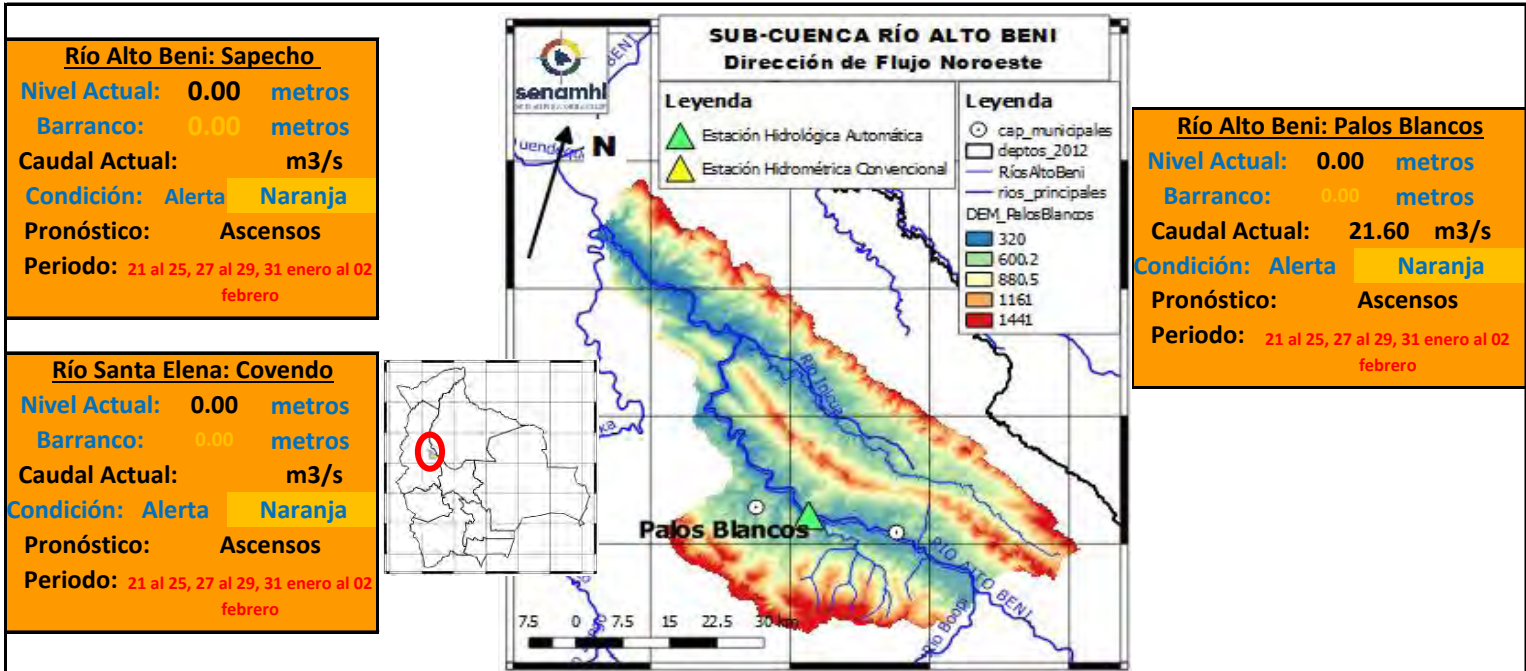 Río Alto Beni: Sapecho
Nivel Actual: 0.00 metros
Barranco: 0.00 metros
Caudal Actual: m3/s
Condición: Alerta Naranja
Pronóstico: Ascensos
Periodo: 21 al 25, 27 al 29, 31 enero al 02
febrero
Río Santa Elena: Covendo
Nivel Actual: 0.00 metros
Barranco: 0.00 metros
Caudal Actual: m3/s
Condición: Alerta Naranja
Pronóstico: Ascensos
Periodo: 21 al 25, 27 al 29, 31 enero al 02
febrero
SUB-CUENCA RÍO ALTO BENI
Dirección de Flujo Noroeste
senamhi
BENI
N
Leyenda
Estación Hidrológica Automática
Estación Hidrométrica Convencional
Leyenda
cap_municipales
deptos_2012
RíosAltoBeni
rios_principales
DEM_PalosBlancos
320
600.2
880.5
1161
1441
Río Inicua
Palos Blancos
RÍO ALTO BENI
Río Boopi
7.5 0 7.5 15 22.5 30 km
Río Alto Beni: Palos Blancos
Nivel Actual: 0.00 metros
Barranco: 0.00 metros
Caudal Actual: 21.60 m3/s
Condición: Alerta Naranja
Pronóstico: Ascensos
Periodo: 21 al 25, 27 al 29, 31 enero al 02
febrero